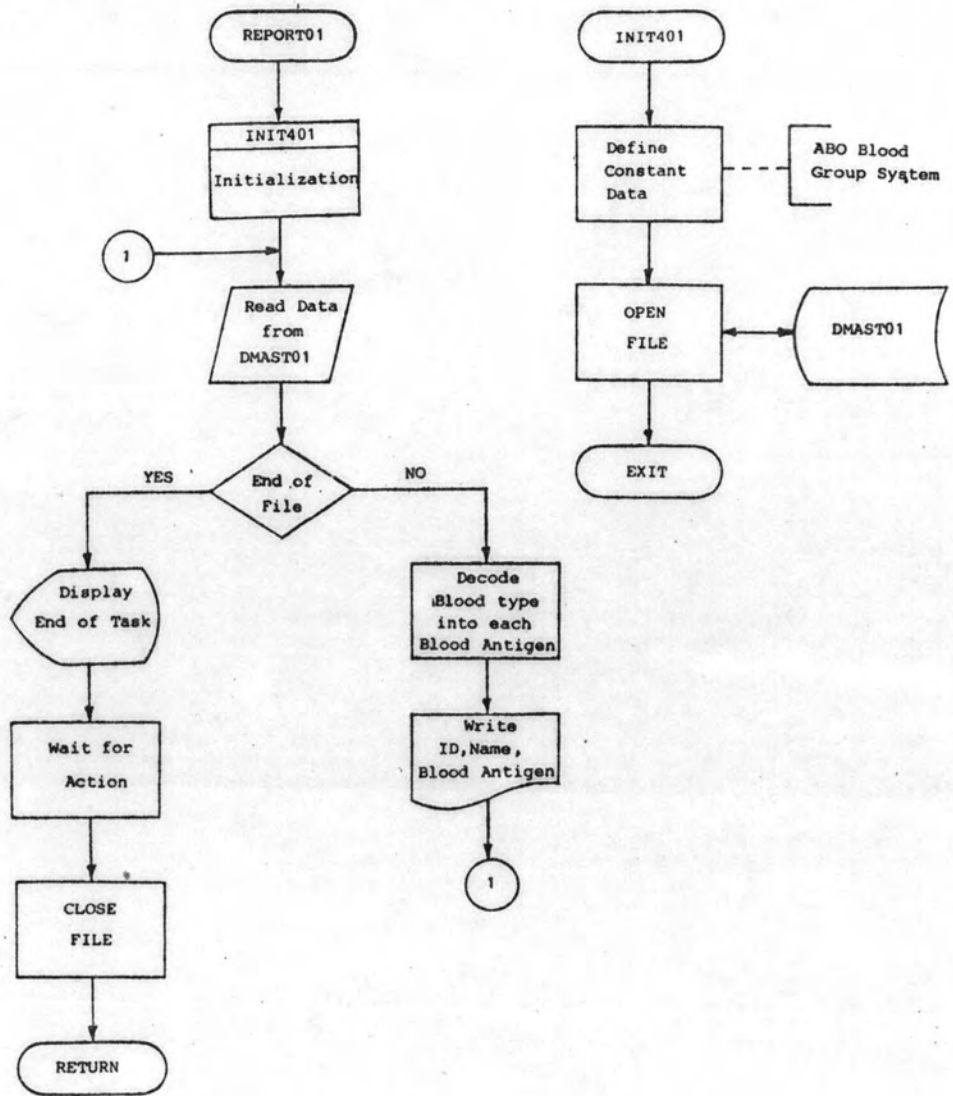 REPORT01
INIT401
Initialization
1
Read Data
from
DMAST01
End of
File
YES
NO
Display
End of Task
Wait for
Action
CLOSE
FILE
RETURN
Decode
Blood type
into each
Blood Antigen
Write
ID,Name,
Blood Antigen
1
INIT401
Define
Constant
Data
ABO Blood
Group System
OPEN
FILE
DMAST01
EXIT